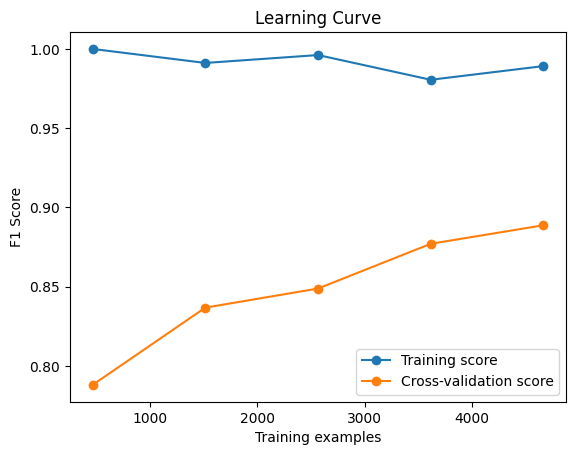 Learning Curve
1.00
0.95
0.90
0.85
0.80
F1 Score
Training score
Cross-validation score
1000 2000 3000 4000
Training examples